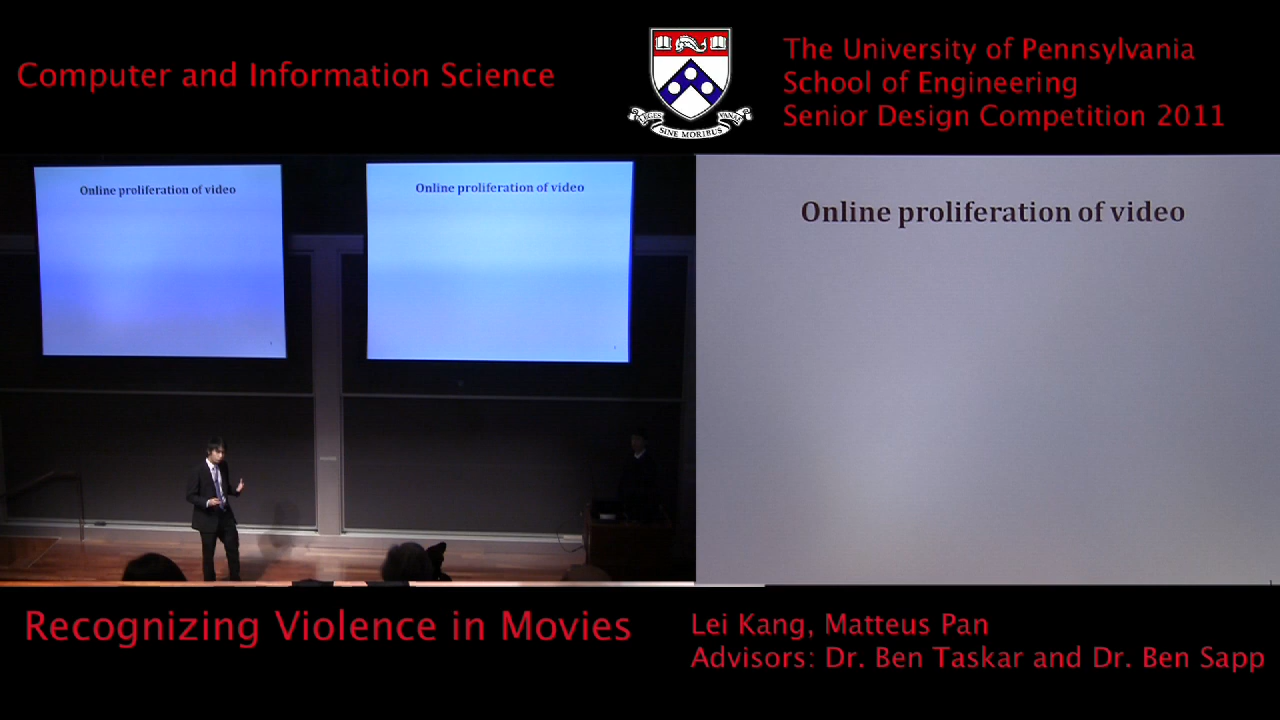 Computer and Information Science
LEGES
SINE MORIBUS
VANAE
The University of Pennsylvania
School of Engineering
Senior Design Competition 2011
Online proliferation of video
Online proliferation of video
Online proliferation of video
Recognizing Violence in Movies
Lei Kang, Matteus Pan
Advisors: Dr. Ben Taskar and Dr. Ben Sapp